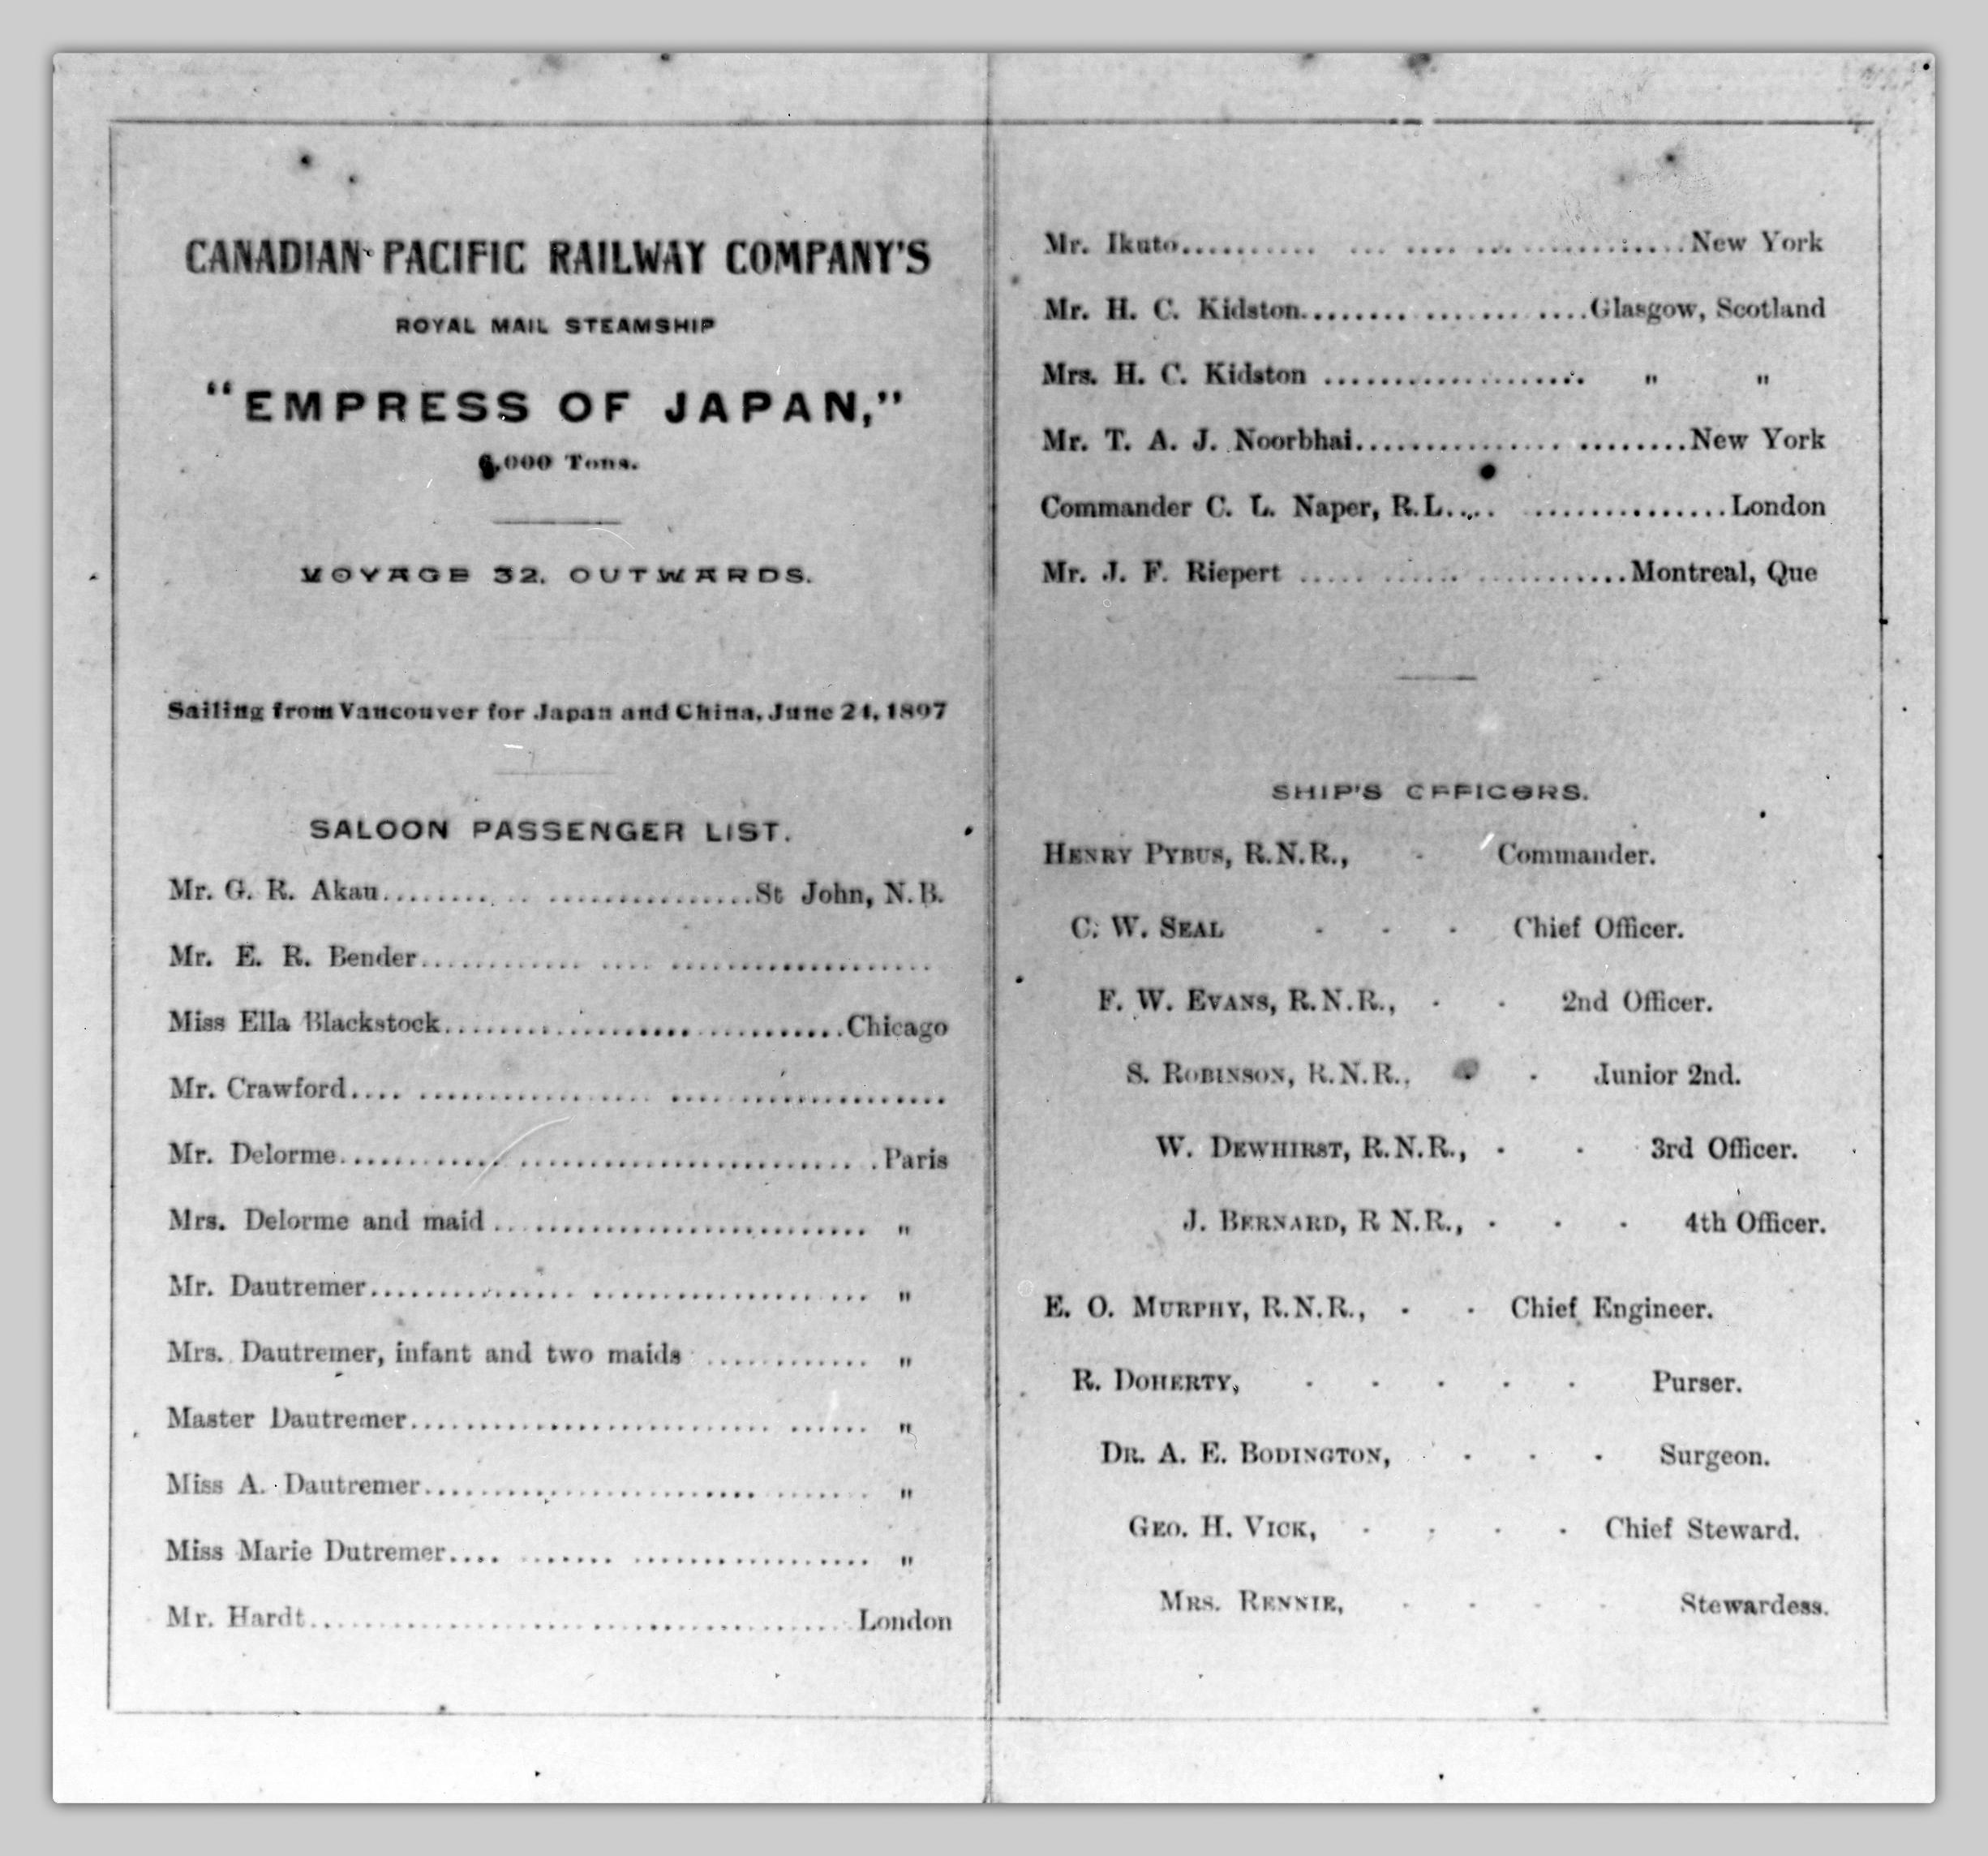 CANADIAN PACIFIC RAILWAY COMPANY'S
ROYAL MAIL STEAMSHIP
"EMPRESS OF JAPAN,"
6,000 Tons.
VOYAGE 32, OUTWARDS.
Sailing from Vancouver for Japan and China, June 21, 1897
SALOON PASSENGER LIST.
Mr. G. R. Akau........ .. ................St John, N.B.
Mr. E. R. Bender............. .... ......................
Miss Ella Blackstock....................................Chicago
Mr. Crawford.... .................... ........................
Mr. Delorme............. ............................. .Paris
Mrs. Delorme and maid ................................ "
Mr. Dautremer.................. ........................ "
Mrs. Dautremer, infant and two maids ............ "
Master Dautremer............................... ...... "
Miss A. Dautremer............................. ........ "
Miss Marie Dutremer.... ........ .................... "
Mr. Hardt................................................London
Mr. Ikuto............ ... .... ... ..............New York
Mr. H. C. Kidston........ ....... ....Glasgow, Scotland
Mrs. H. C. Kidston ....................... " "
Mr. T. A. J. Noorbhai.................. ........New York
Commander C. L. Naper, R.L.... ................London
Mr. J. F. Riepert ..... ...... ............Montreal, Que
SHIP'S OFFICERS.
HENRY PYBUS, R.N.R., - Commander.
C. W. SEAL - - - Chief Officer.
F. W. EVANS, R.N.R., - - 2nd Officer.
S. ROBINSON, R.N.R., - - Junior 2nd.
W. DEWHIRST, R.N.R., - - 3rd Officer.
J. BERNARD, R N.R., - - - 4th Officer.
E. O. MURPHY, R.N.R., - - Chief Engineer.
R. DOHERTY, - - - - - Purser.
DR. A. E. BODINGTON, - - - Surgeon.
GEO. H. VICK, - - - - Chief Steward.
MRS. RENNIE, - - - - Stewardess.